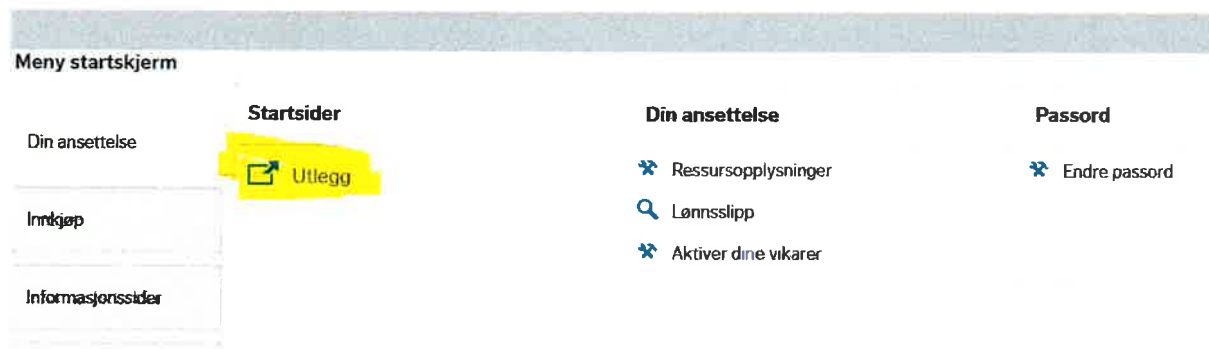 Meny startskjerm
Din ansettelse
Innkjøp
Informasjonssider
Startsider
Utlegg
Din ansettelse
Ressursopplysninger
Lønnsslipp
Aktiver dine vikarer
Passord
Endre passord